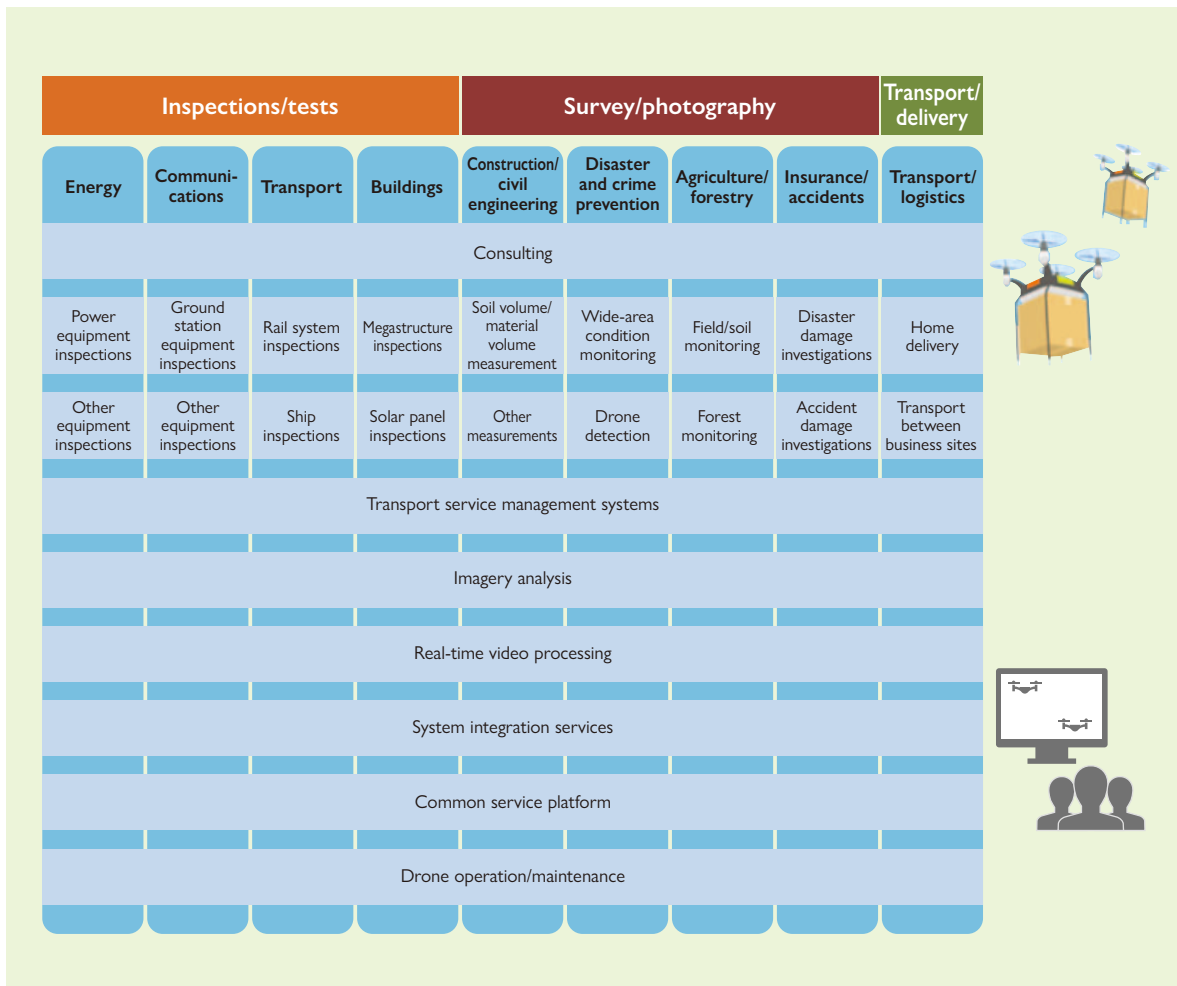 Inspections/tests
Survey/photography
Transport/
delivery
Energy
Communi-
cations
Transport
Buildings
Construction/
civil
engineering
Disaster
and crime
prevention
Agriculture/
forestry
Insurance/
accidents
Transport/
logistics
Consulting
Power
equipment
inspections
Ground
station
equipment
inspections
Rail system
inspections
Megastructure
inspections
Soil volume/
material
volume
measurement
Wide-area
condition
monitoring
Field/soil
monitoring
Disaster
damage
investigations
Home
delivery
Other
equipment
inspections
Other
equipment
inspections
Ship
inspections
Solar panel
inspections
Other
measurements
Drone
detection
Forest
monitoring
Accident
damage
investigations
Transport
between
business sites
Transport service management systems
Imagery analysis
Real-time video processing
System integration services
Common service platform
Drone operation/maintenance